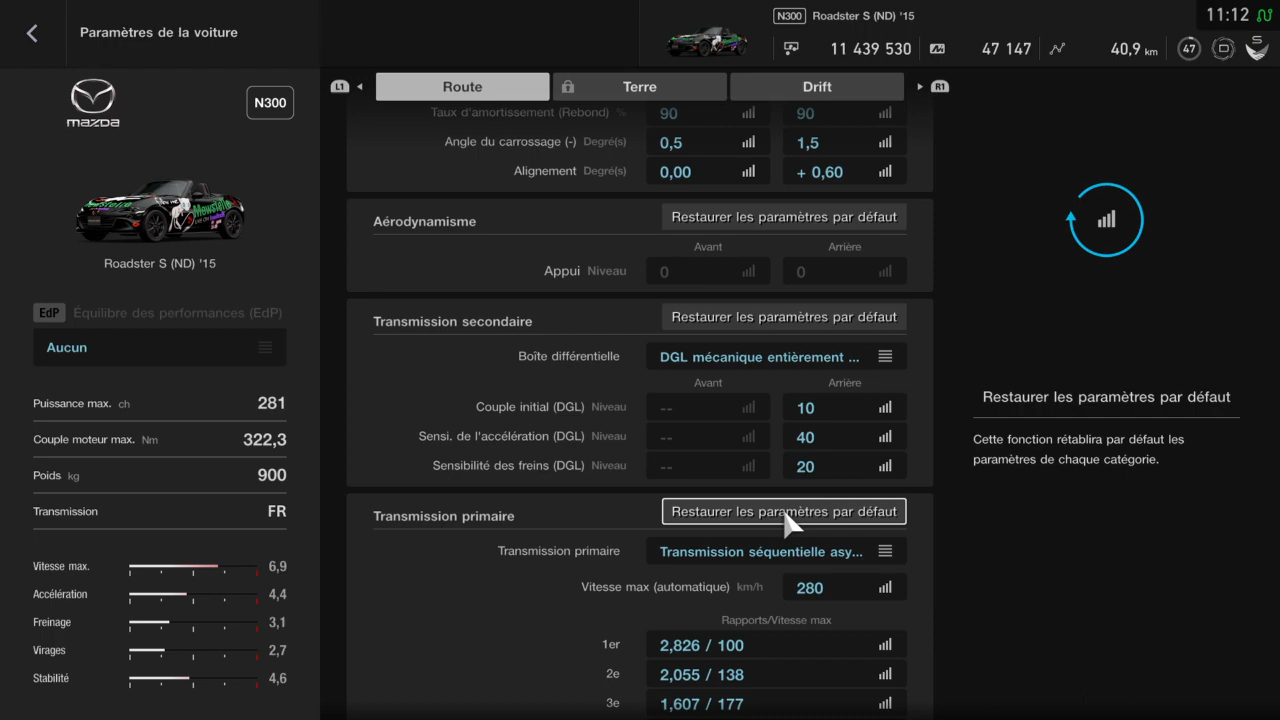 Paramètres de la voiture
N300 Roadster S (ND) '15
11 439 530
47 147
40,9 km
47
D
S
11:12
mazda
N300
Roadster S (ND) '15
EdP Équilibre des performances (EdP)
Aucun
Puissance max. ch 281
Couple moteur max. Nm 322,3
Poids kg 900
Transmission FR
Vitesse max. 6,9
Accélération 4,4
Freinage 3,1
Virages 2,7
Stabilité 4,6
L1 Route Terre Drift R1
Taux d'amortissement (Rebond) % 90 90
Angle du carrossage (-) Degré(s) 0,5 1,5
Alignement Degré(s) 0,00 + 0,60
Aérodynamisme Restaurer les paramètres par défaut
Avant Arrière
Appui Niveau 0 0
Transmission secondaire Restaurer les paramètres par défaut
Boîte différentielle DGL mécanique entièrement ...
Avant Arrière
Couple initial (DGL) Niveau -- 10
Sensi. de l'accélération (DGL) Niveau -- 40
Sensibilité des freins (DGL) Niveau -- 20
Transmission primaire Restaurer les paramètres par défaut
Transmission primaire Transmission séquentielle asy...
Vitesse max (automatique) km/h 280
Rapports/Vitesse max
1er 2,826 / 100
2e 2,055 / 138
3e 1,607 / 177
Restaurer les paramètres par défaut
Cette fonction rétablira par défaut les
paramètres de chaque catégorie.